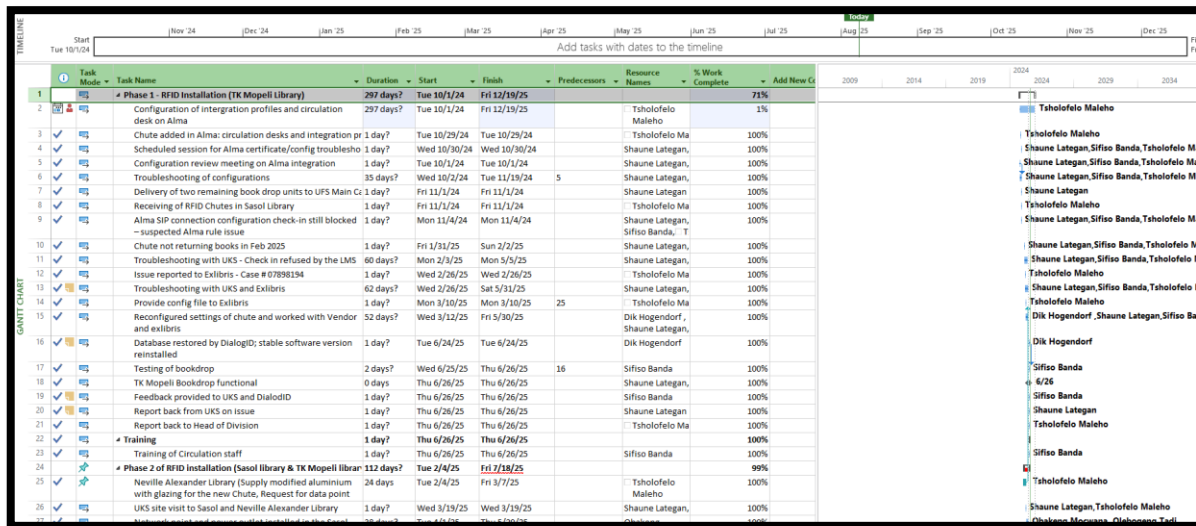 TIMELINE
Today
Nov '24 Dec '24 Jan '25 Feb '25 Mar '25 Apr '25 May '25 Jun '25 Jul '25 Aug '25 Sep '25 Oct '25 Nov '25 Dec '25
Start
Tue 10/1/24
Add tasks with dates to the timeline
GANTT CHART
Task Mode Task Name Duration Start Finish Predecessors Resource Names % Work Complete Add New
2024
2009 2014 2024 2029 2034
1 Phase 1 - RFID Installation (TK Mopeli Library) 297 days? Tue 10/1/24 Fri 12/19/25 71%
2 Configuration of intergration profiles and circulation 297 days? Tue 10/1/24 Fri 12/19/25 Tsholofelo 1% Tsholofelo Maleho
desk on Alma Maleho
3 Chute added in Alma: circulation desks and integration pr 1 day? Tue 10/29/24 Tue 10/29/24 Tsholofelo Ma 100% Tsholofelo Maleho
4 Scheduled session for Alma certificate/config troublesho 1 day? Wed 10/30/24 Wed 10/30/24 Shaune Lategan, 100% Shaune Lategan,Sifiso Banda,Tsholofelo M
5 Configuration review meeting on Alma integration 1 day? Tue 10/1/24 Tue 10/1/24 Shaune Lategan, 100% Shaune Lategan,Sifiso Banda,Tsholofelo Ma
6 Troubleshooting of configurations 35 days? Wed 10/2/24 Tue 11/19/24 5 Shaune Lategan, 100% Shaune Lategan,Sifiso Banda,Tsholofelo M
7 Delivery of two remaining book drop units to UFS Main Ca 1 day? Fri 11/1/24 Fri 11/1/24 Shaune Lategan 100% Shaune Lategan
8 Receiving of RFID Chutes in Sasol Library 1 day? Fri 11/1/24 Fri 11/1/24 Tsholofelo Ma 100% Tsholofelo Maleho
9 Alma SIP connection configuration check-in still blocked 1 day? Mon 11/4/24 Mon 11/4/24 Shaune Lategan, 100% Shaune Lategan,Sifiso Banda,Tsholofelo Ma
– suspected Alma rule issue Sifiso Banda, T
10 Chute not returning books in Feb 2025 1 day? Fri 1/31/25 Sun 2/2/25 Shaune Lategan, 100% Shaune Lategan,Sifiso Banda,Tsholofelo M
11 Troubleshooting with UKS - Check in refused by the LMS 60 days? Mon 2/3/25 Mon 5/5/25 Shaune Lategan, 100% Shaune Lategan,Sifiso Banda,Tsholofelo
12 Issue reported to Exlibris - Case # 07898194 1 day? Wed 2/26/25 Wed 2/26/25 Tsholofelo Ma 100% Tsholofelo Maleho
13 Troubleshooting with UKS and Exlibris 62 days? Wed 2/26/25 Sat 5/31/25 Shaune Lategan, 100% Shaune Lategan,Sifiso Banda,Tsholofelo
14 Provide config file to Exlibris 1 day? Mon 3/10/25 Mon 3/10/25 25 Tsholofelo Ma 100% Tsholofelo Maleho
15 Reconfigured settings of chute and worked with Vendor 52 days? Wed 3/12/25 Fri 5/30/25 Dik Hogendorf , 100% Dik Hogendorf ,Shaune Lategan,Sifiso Ba
and exlibris Shaune Lategan,
16 Database restored by DialogID; stable software version 1 day? Tue 6/24/25 Tue 6/24/25 Dik Hogendorf 100% Dik Hogendorf
reinstalled
17 Testing of bookdrop 2 days? Wed 6/25/25 Thu 6/26/25 16 Sifiso Banda 100% Sifiso Banda
18 TK Mopeli Bookdrop functional 0 days Thu 6/26/25 Thu 6/26/25 Shaune Lategan, 100% 6/26
19 Feedback provided to UKS and DialodID 1 day? Thu 6/26/25 Thu 6/26/25 Sifiso Banda 100% Sifiso Banda
20 Report back from UKS on issue 1 day? Thu 6/26/25 Thu 6/26/25 Shaune Lategan 100% Shaune Lategan
21 Report back to Head of Division 1 day? Thu 6/26/25 Thu 6/26/25 Tsholofelo Ma 100% Tsholofelo Maleho
22 Training 1 day? Thu 6/26/25 Thu 6/26/25 100%
23 Training of Circulation staff 1 day? Thu 6/26/25 Thu 6/26/25 Sifiso Banda 100% Sifiso Banda
24 Phase 2 of RFID installation (Sasol library & TK Mopeli librar 112 days? Tue 2/4/25 Fri 7/18/25 99%
25 Neville Alexander Library (Supply modified aluminium 24 days Tue 2/4/25 Fri 3/7/25 Tsholofelo 100% Tsholofelo Maleho
with glazing for the new Chute, Request for data point Maleho
26 UKS site visit to Sasol and Neville Alexander Library 1 day? Wed 3/19/25 Wed 3/19/25 Shaune Lategan, 100% Shaune Lategan,Tsholofelo Maleho